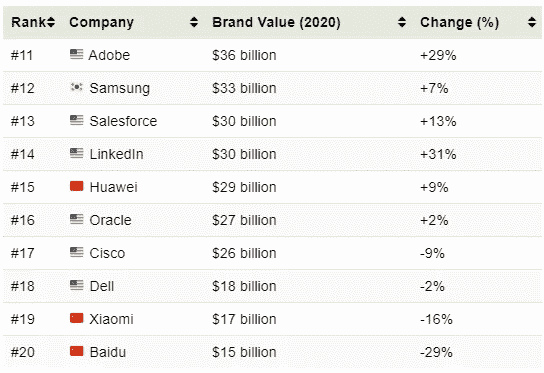 Rank Company Brand Value (2020) Change (%)
#11 Adobe $36 billion +29%
#12 Samsung $33 billion +7%
#13 Salesforce $30 billion +13%
#14 LinkedIn $30 billion +31%
#15 Huawei $29 billion +9%
#16 Oracle $27 billion +2%
#17 Cisco $26 billion -9%
#18 Dell $18 billion -2%
#19 Xiaomi $17 billion -16%
#20 Baidu $15 billion -29%